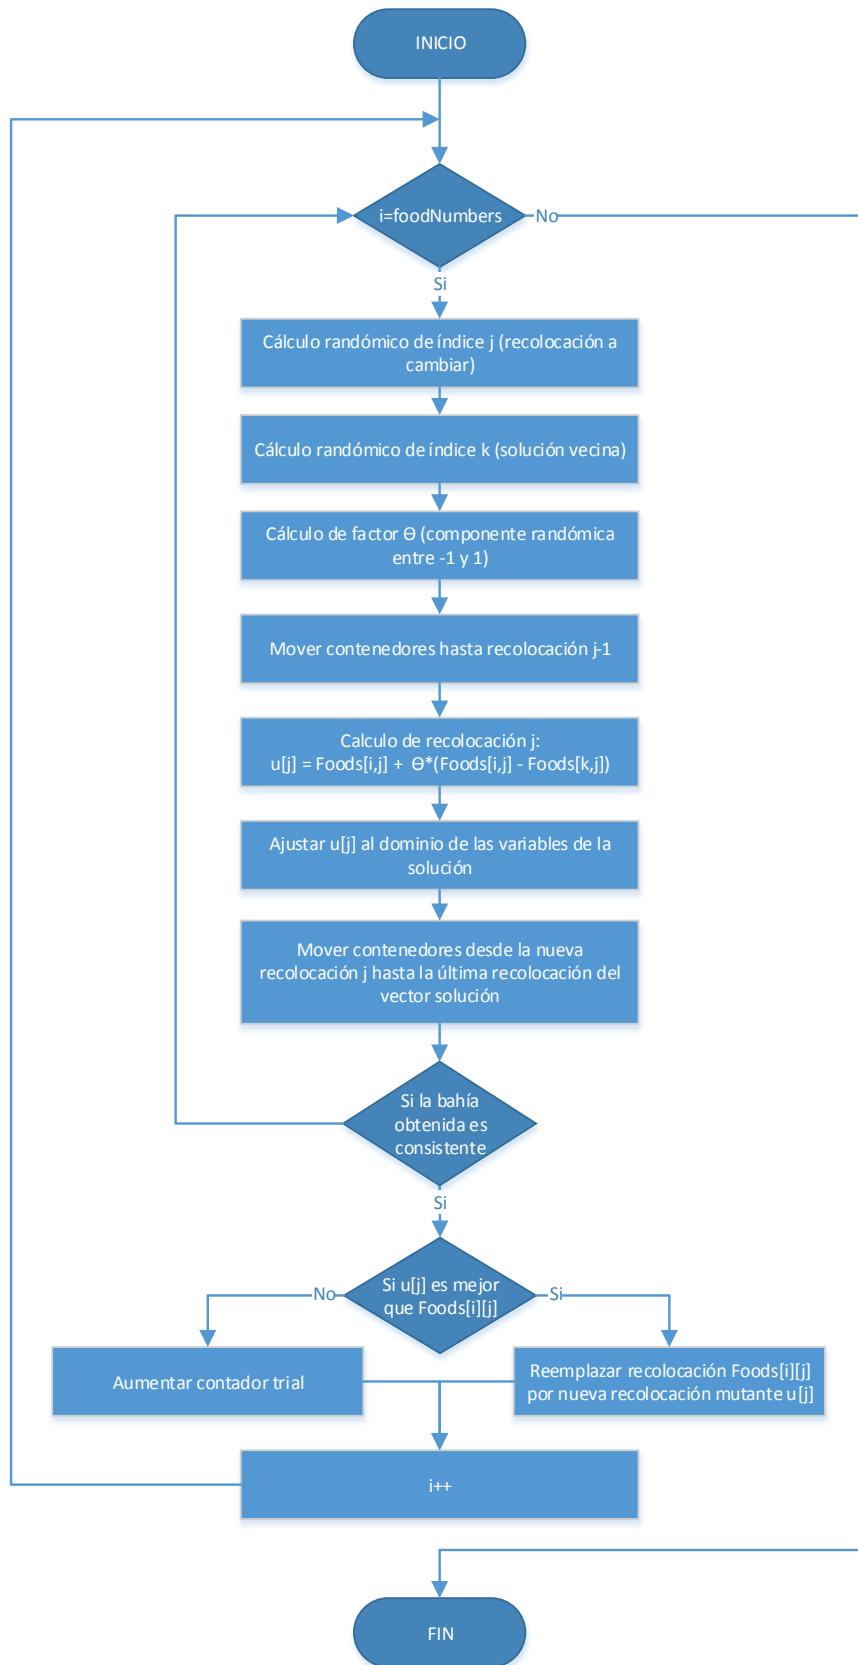 INICIO
i=foodNumbers
No
Si
Cálculo randómico de índice j (recolocación a
cambiar)
Cálculo randómico de índice k (solución vecina)
Cálculo de factor Ɵ (componente randómica
entre -1 y 1)
Mover contenedores hasta recolocación j-1
Calculo de recolocación j:
u[j] = Foods[i,j] + Ɵ*(Foods[i,j] - Foods[k,j])
Ajustar u[j] al dominio de las variables de la
solución
Mover contenedores desde la nueva
recolocación j hasta la última recolocación del
vector solución
Si la bahía
obtenida es
consistente
Si
Si u[j] es mejor
que Foods[i][j]
No
Si
Aumentar contador trial
Reemplazar recolocación Foods[i][j]
por nueva recolocación mutante u[j]
i++
FIN